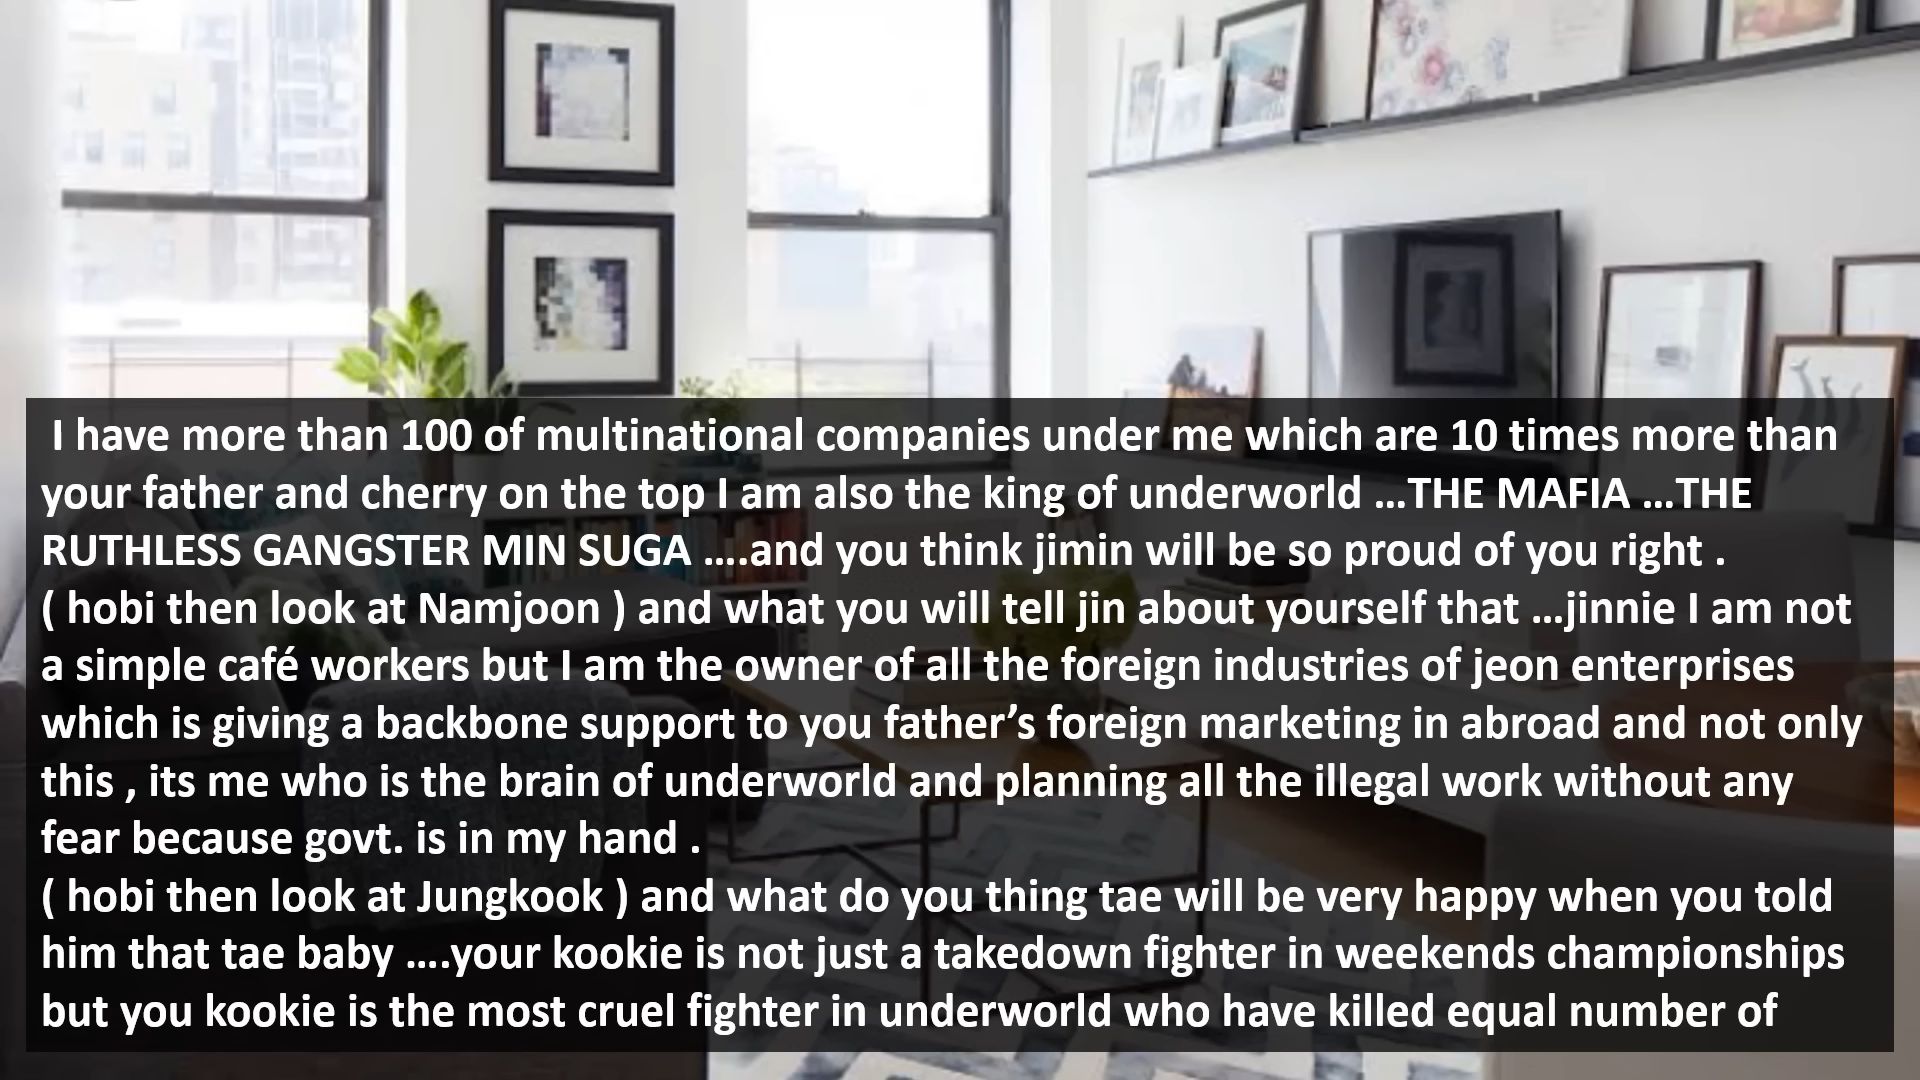 I have more than 100 of multinational companies under me which are 10 times more than
your father and cherry on the top I am also the king of underworld ...THE MAFIA ...THE
RUTHLESS GANGSTER MIN SUGA ....and you think jimin will be so proud of you right .
( hobi then look at Namjoon ) and what you will tell jin about yourself that ...jinnie I am not
a simple café workers but I am the owner of all the foreign industries of jeon enterprises
which is giving a backbone support to you father’s foreign marketing in abroad and not only
this , its me who is the brain of underworld and planning all the illegal work without any
fear because govt. is in my hand .
( hobi then look at Jungkook ) and what do you thing tae will be very happy when you told
him that tae baby ....your kookie is not just a takedown fighter in weekends championships
but you kookie is the most cruel fighter in underworld who have killed equal number of